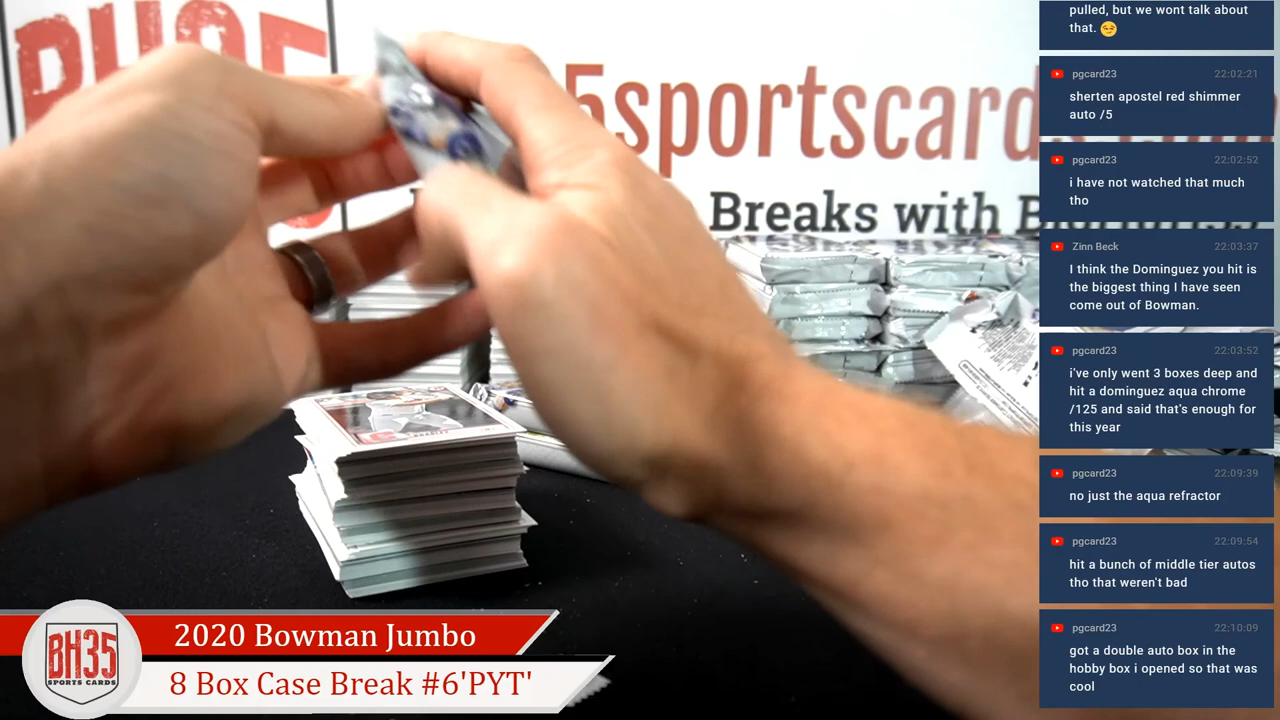 BH35
5sportscard
Breaks with B
pulled, but we wont talk about
that. 😏
pgcard23 22:02:21
sherten apostel red shimmer
auto /5
pgcard23 22:02:52
i have not watched that much
tho
Zinn Beck 22:03:37
I think the Dominguez you hit is
the biggest thing I have seen
come out of Bowman.
pgcard23 22:03:52
i've only went 3 boxes deep and
hit a dominguez aqua chrome
/125 and said that's enough for
this year
pgcard23 22:09:39
no just the aqua refractor
pgcard23 22:09:54
hit a bunch of middle tier autos
tho that weren't bad
pgcard23 22:10:09
got a double auto box in the
hobby box i opened so that was
cool
2020 Bowman Jumbo
8 Box Case Break #6'PYT'
BH35
SPORTS CARDS